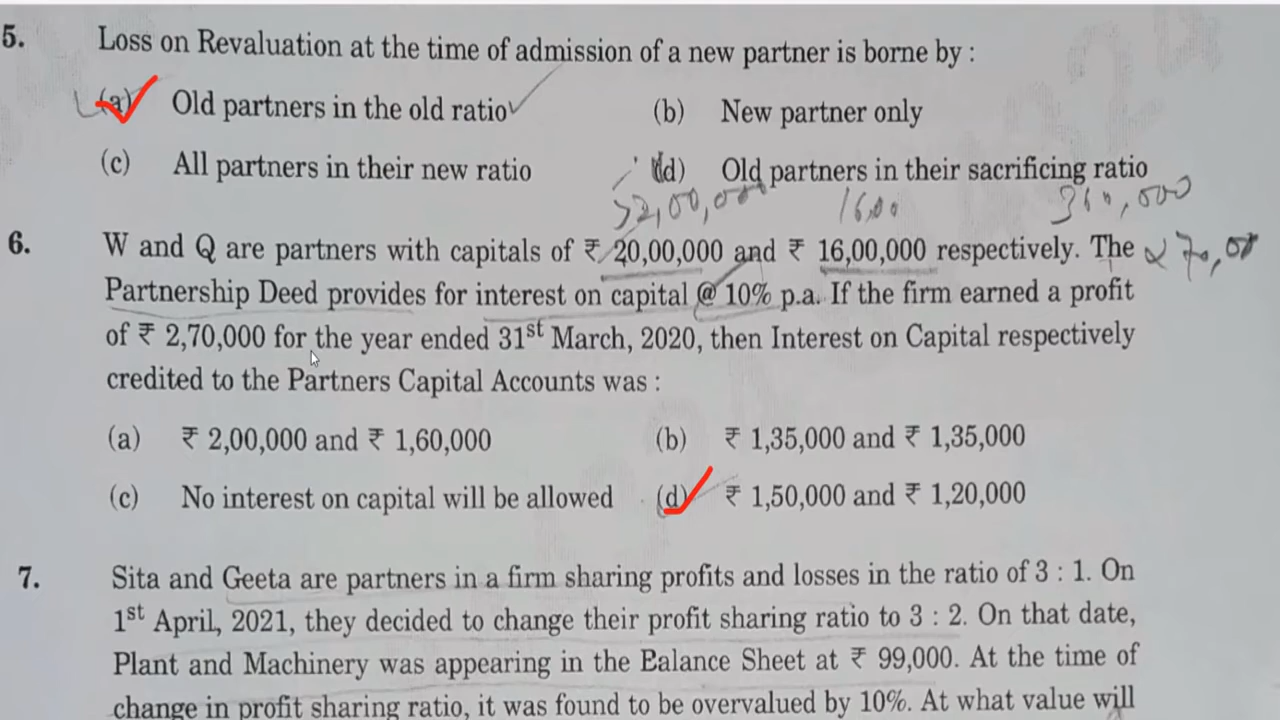 5. Loss on Revaluation at the time of admission of a new partner is borne by :
(a) Old partners in the old ratio (b) New partner only
(c) All partners in their new ratio (d) Old partners in their sacrificing ratio
2,00,000 16,00 360,000
6. W and Q are partners with capitals of ₹ 20,00,000 and ₹ 16,00,000 respectively. The
Partnership Deed provides for interest on capital @ 10% p.a. If the firm earned a profit
of ₹ 2,70,000 for the year ended 31st March, 2020, then Interest on Capital respectively
credited to the Partners Capital Accounts was :
(a) ₹ 2,00,000 and ₹ 1,60,000 (b) ₹ 1,35,000 and ₹ 1,35,000
(c) No interest on capital will be allowed (d) ₹ 1,50,000 and ₹ 1,20,000
7. Sita and Geeta are partners in a firm sharing profits and losses in the ratio of 3 : 1. On
1st April, 2021, they decided to change their profit sharing ratio to 3 : 2. On that date,
Plant and Machinery was appearing in the Balance Sheet at ₹ 99,000. At the time of
change in profit sharing ratio, it was found to be overvalued by 10%. At what value will